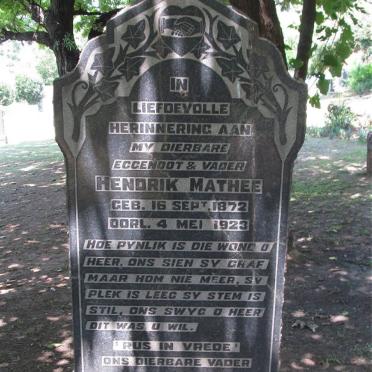 IN
LIEFDEVOLLE
HERINNERING AAN
MY DIERBARE
EGGENOOT & VADER
HENDRIK MATHEE
GEB. 16 SEPT. 1872
OORL. 4 MEI 1923
HOE PYNLIK IS DIE WOND O
HEER, ONS SIEN SY GRAF
MAAR HOM NIE MEER, SY
PLEK IS LEEG SY STEM IS
STIL, ONS SWYG O HEER
DIT WAS U WIL.
"RUS IN VREDE"
ONS DIERBARE VADER